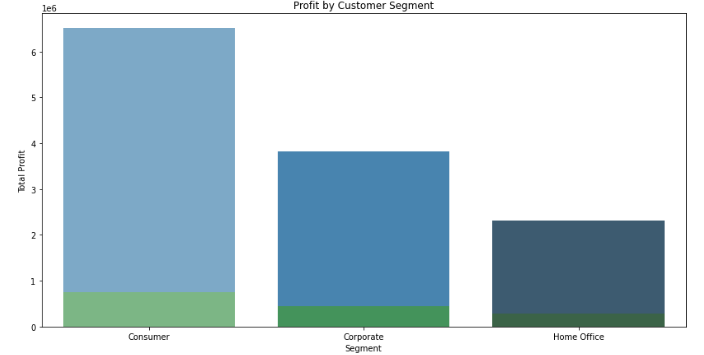 Profit by Customer Segment
1e6
6
5
4
3
2
1
0
Total Profit
Consumer
Corporate
Home Office
Segment